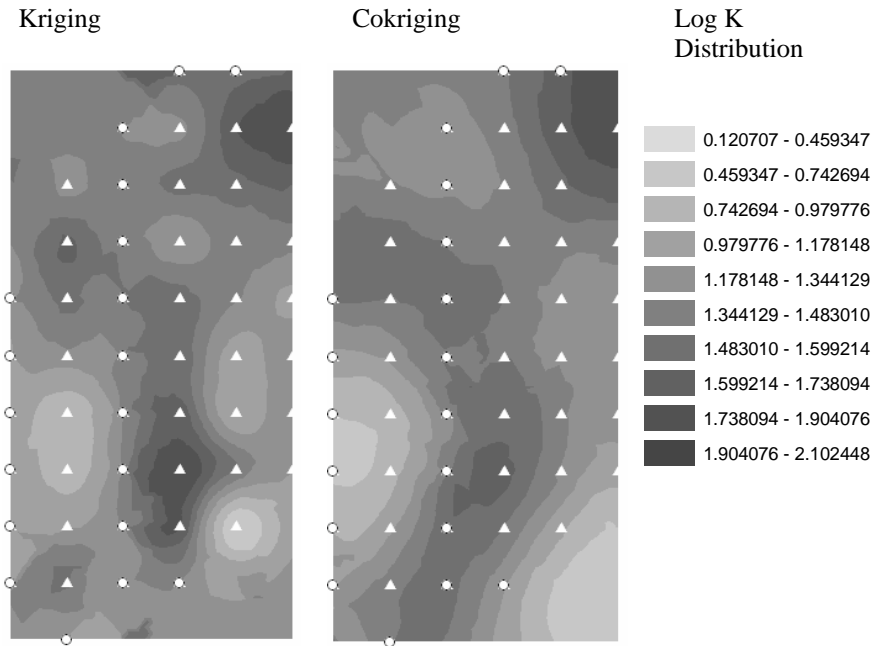 Kriging
Cokriging
Log K
Distribution
0.120707 - 0.459347
0.459347 - 0.742694
0.742694 - 0.979776
0.979776 - 1.178148
1.178148 - 1.344129
1.344129 - 1.483010
1.483010 - 1.599214
1.599214 - 1.738094
1.738094 - 1.904076
1.904076 - 2.102448